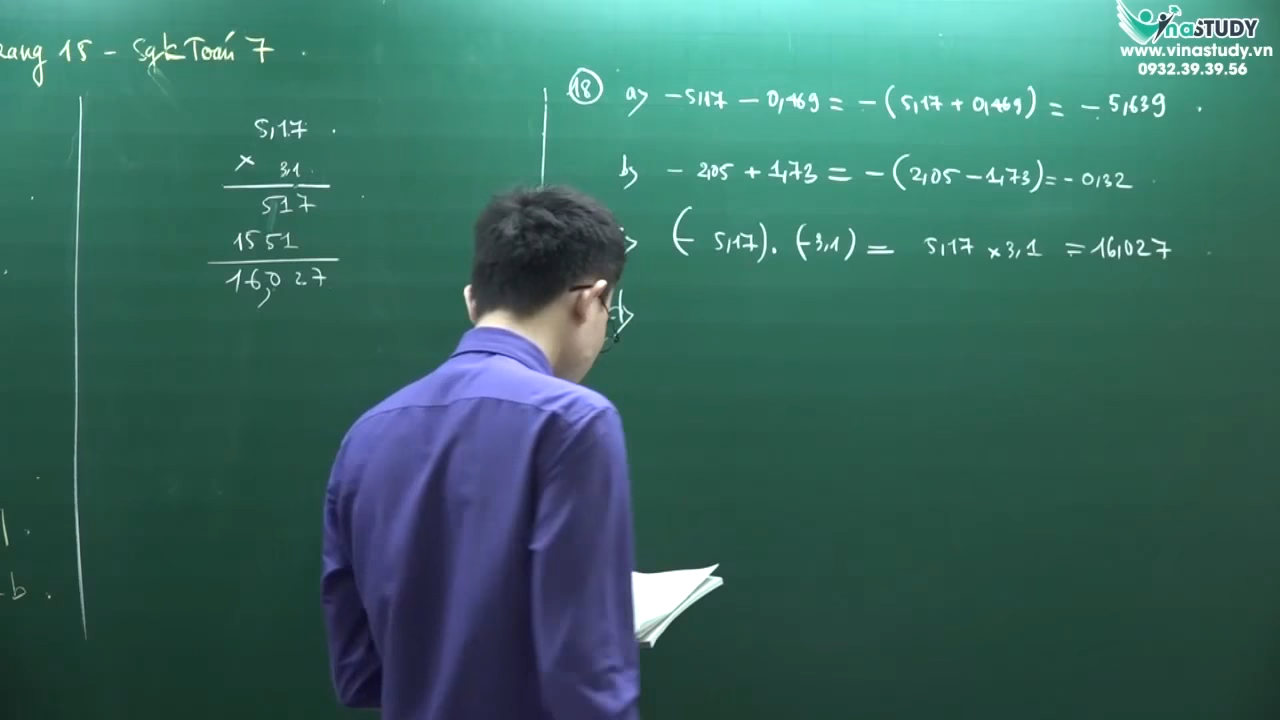 rang 15 - Sgk Toán 7
5,17
× 3,1
517
1551
16,027
18 a) -5,17 - 0,469 = -(5,17 + 0,469) = -5,639
b) -2,05 + 1,73 = -(2,05 - 1,73) = -0,32
(-5,17).(-3,1) = 5,17 × 3,1 = 16,027
b.
VinaSTUDY
www.vinastudy.vn
0932.39.39.56